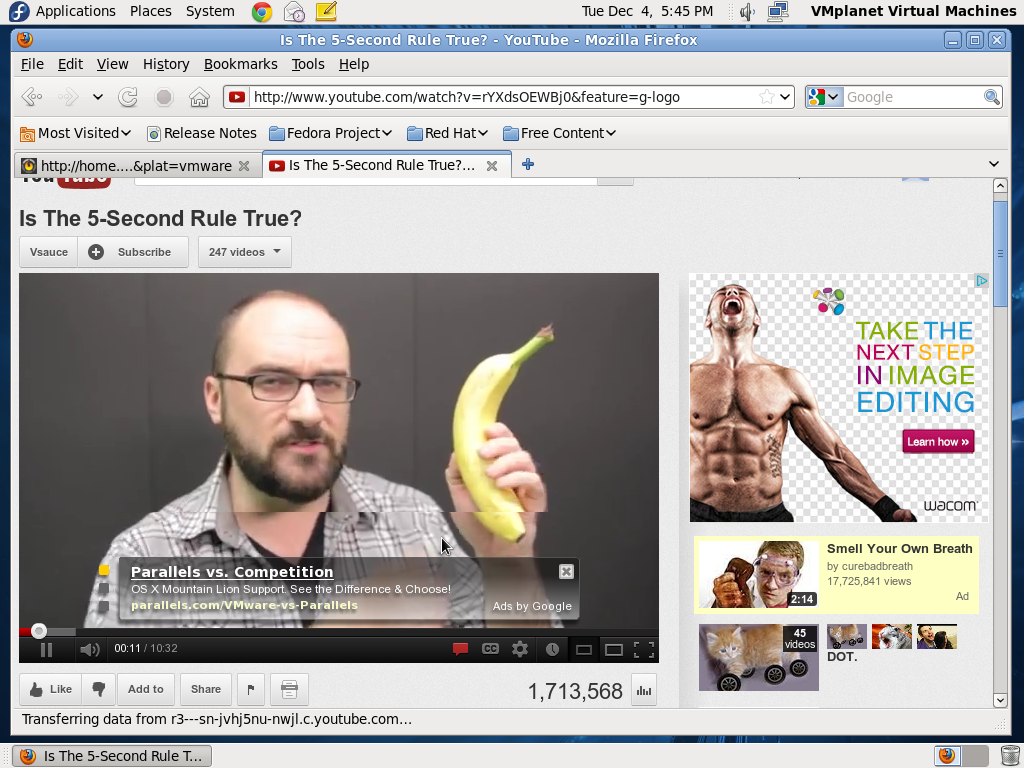 Applications Places System
Tue Dec 4, 5:45 PM
VMplanet Virtual Machines
Is The 5-Second Rule True? - YouTube - Mozilla Firefox
File Edit View History Bookmarks Tools Help
http://www.youtube.com/watch?v=rYXdsOEWBj0&feature=g-logo
Google
Most Visited
Release Notes
Fedora Project
Red Hat
Free Content
http://home....&plat=vmware
Is The 5-Second Rule True?...
Is The 5-Second Rule True?
Vsauce
Subscribe
247 videos
TAKE THE
NEXT STEP
IN IMAGE
EDITING
Learn how »
wacom
Parallels vs. Competition
OS X Mountain Lion Support. See the Difference & Choose!
parallels.com/VMware-vs-Parallels
Ads by Google
Smell Your Own Breath
by curebadbreath
17,725,841 views
Ad
2:14
45
videos
DOT.
00:11 / 10:32
CC
Like
Add to
Share
1,713,568
Transferring data from r3---sn-jvhj5nu-nwjl.c.youtube.com...
Is The 5-Second Rule T...